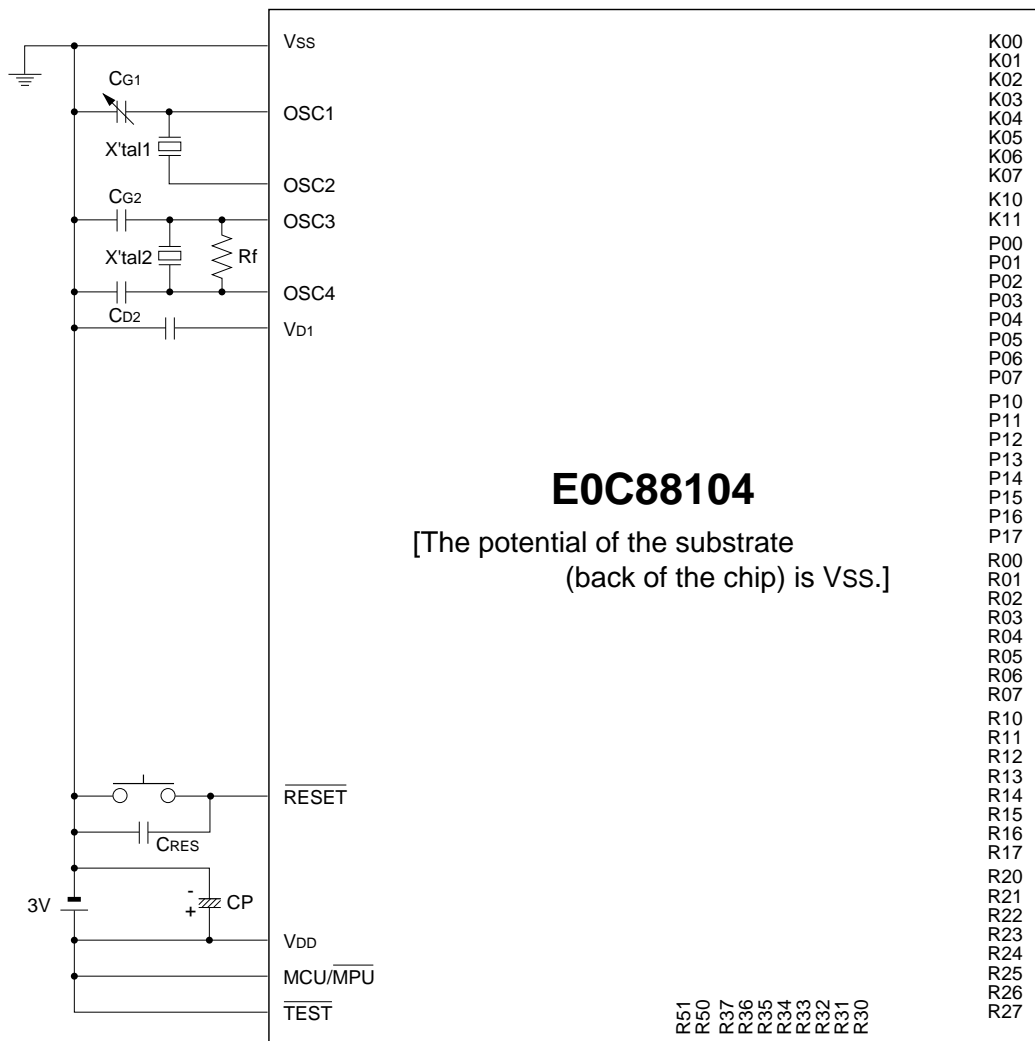 VSS
CG1
OSC1
X'tal1
OSC2
CG2
OSC3
X'tal2
Rf
OSC4
CD2
VD1
E0C88104
[The potential of the substrate
(back of the chip) is VSS.]
RESET
CRES
-
3V
+
CP
VDD
MCU/MPU
TEST
K00
K01
K02
K03
K04
K05
K06
K07
K10
K11
P00
P01
P02
P03
P04
P05
P06
P07
P10
P11
P12
P13
P14
P15
P16
P17
R00
R01
R02
R03
R04
R05
R06
R07
R10
R11
R12
R13
R14
R15
R16
R17
R20
R21
R22
R23
R24
R25
R26
R27
R51
R50
R37
R36
R35
R34
R33
R32
R31
R30